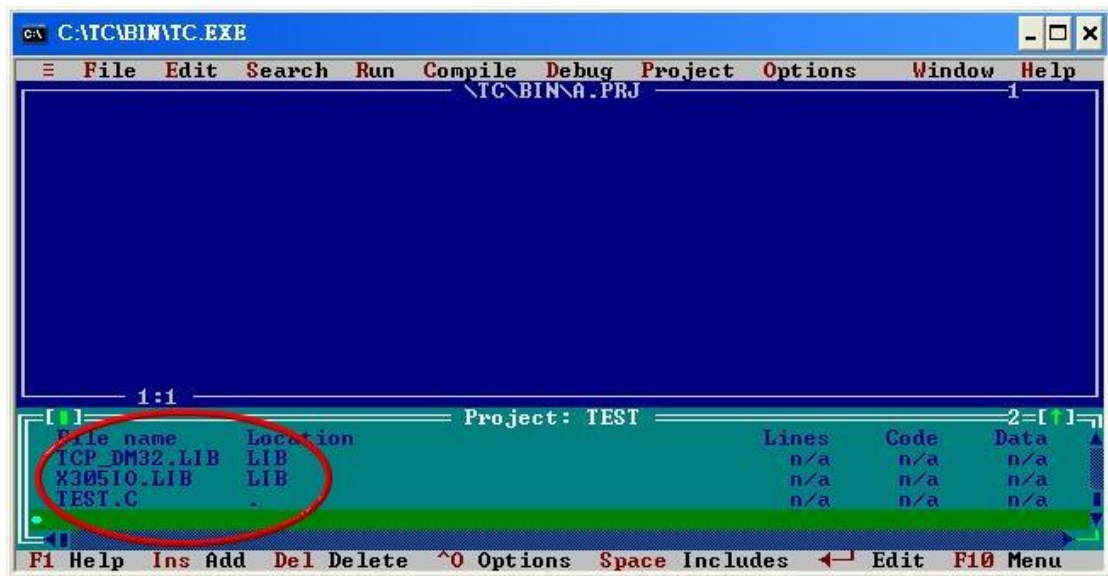 C:\TC\BIN\TC.EXE
≡ File Edit Search Run Compile Debug Project Options Window Help
\TC\BIN\A.PRJ 1
1:1
Project: TEST 2=[↑]
File name Location Lines Code Data
TCP_DM32.LIB LIB n/a n/a n/a
X305IO.LIB LIB n/a n/a n/a
TEST.C . n/a n/a n/a
F1 Help Ins Add Del Delete ^O Options Space Includes ◄─┘ Edit F10 Menu